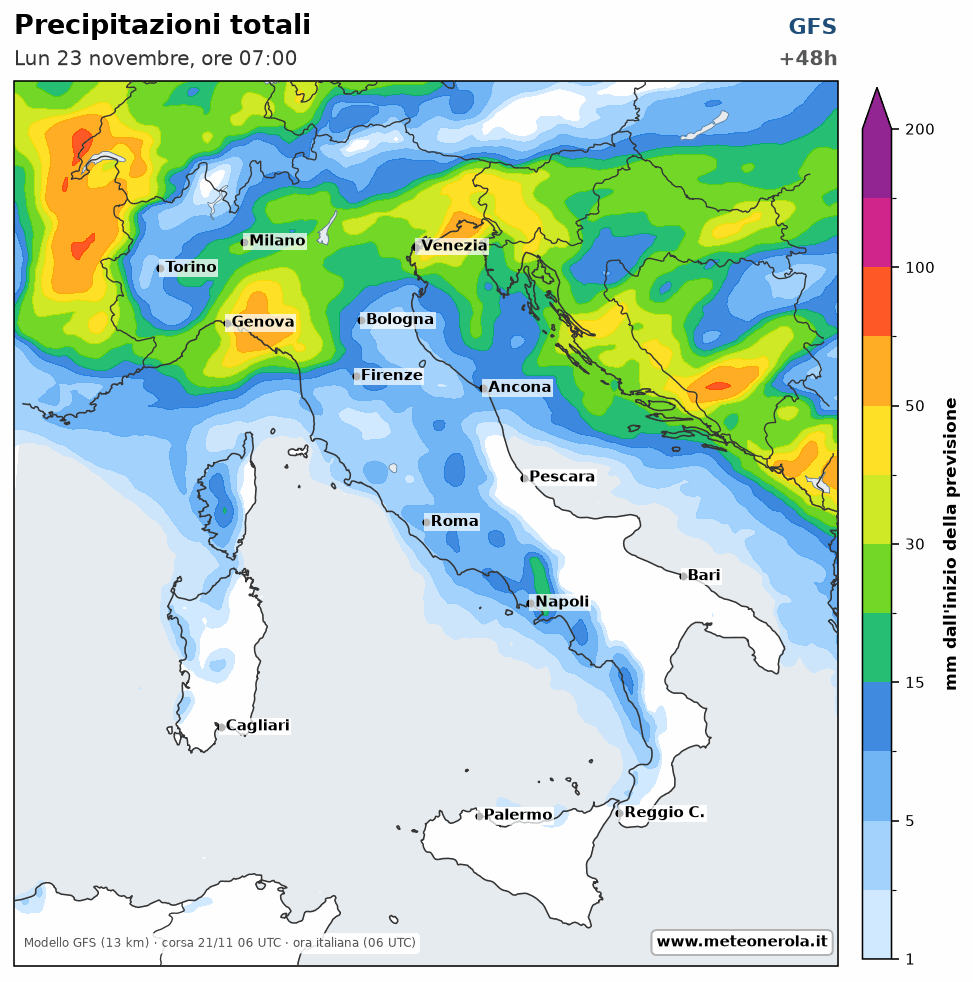 Precipitazioni totali
GFS
Lun 23 novembre, ore 07:00
+48h
200
100
50
30
15
5
1
mm dall'inizio della previsione
Milano
Venezia
Torino
Genova
Bologna
Firenze
Ancona
Pescara
Roma
Bari
Napoli
Cagliari
Palermo
Reggio C.
Modello GFS (13 km) · corsa 21/11 06 UTC · ora italiana (06 UTC)
www.meteonerola.it